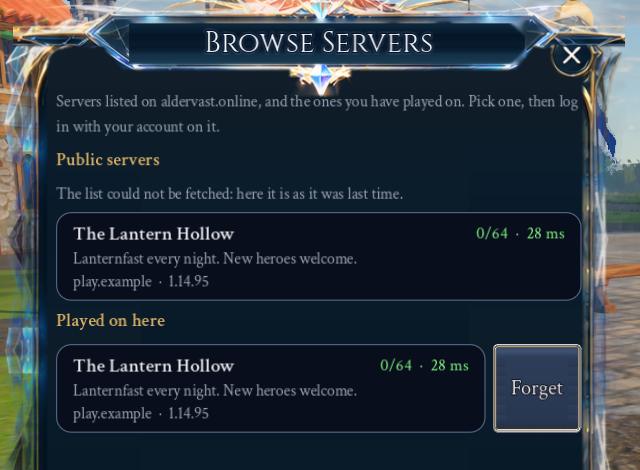 Browse Servers
Servers listed on aldervast.online, and the ones you have played on. Pick one, then log
in with your account on it.
Public servers
The list could not be fetched: here it is as it was last time.
The Lantern Hollow
0/64 · 28 ms
Lanternfast every night. New heroes welcome.
play.example · 1.14.95
Played on here
The Lantern Hollow
0/64 · 28 ms
Lanternfast every night. New heroes welcome.
play.example · 1.14.95
Forget